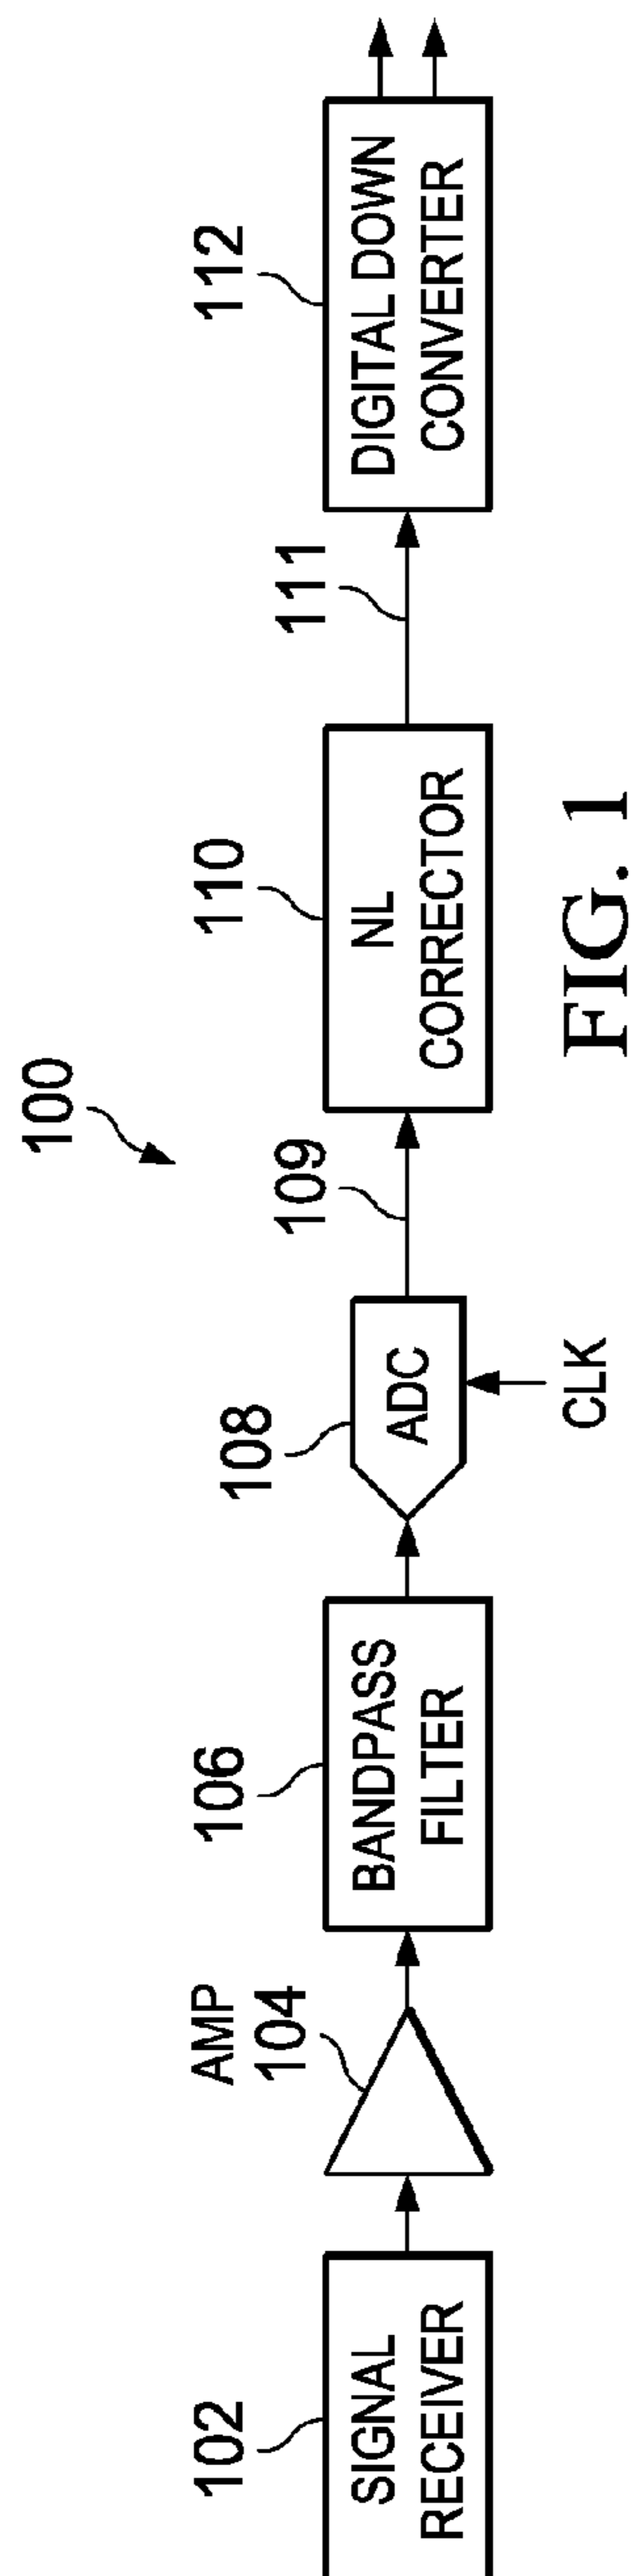 100
102
SIGNAL
RECEIVER
AMP
104
106
BANDPASS
FILTER
108
ADC
CLK
109
110
NL
CORRECTOR
111
112
DIGITAL DOWN
CONVERTER
FIG. 1